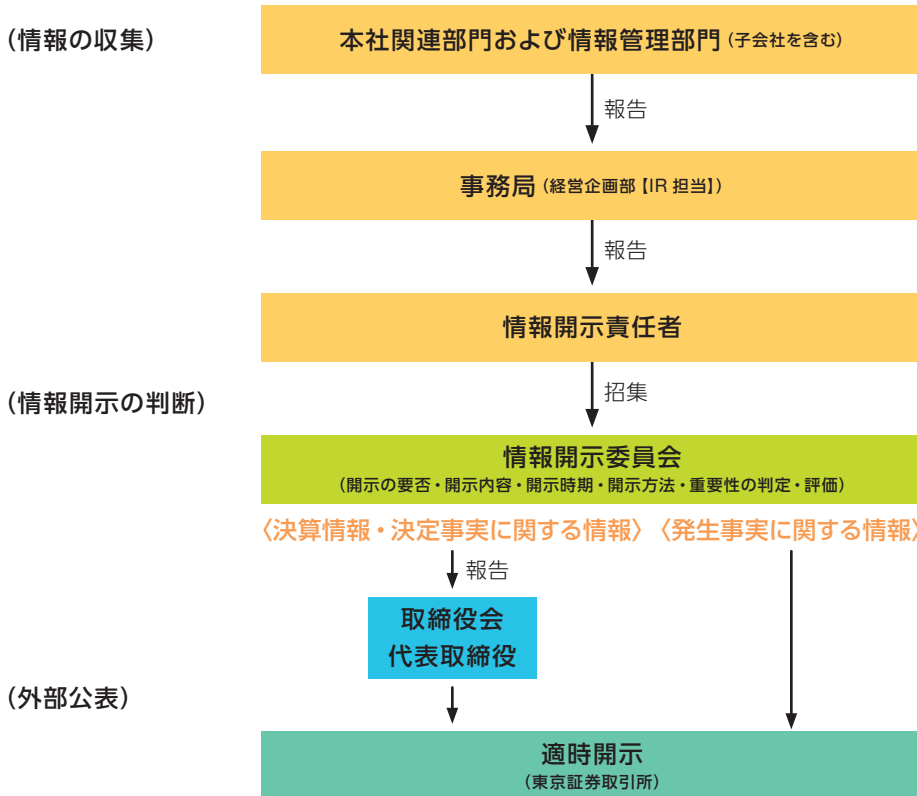 （情報の収集）
本社関連部門および情報管理部門（子会社を含む）
報告
事務局（経営企画部【IR 担当】）
報告
情報開示責任者
招集
（情報開示の判断）
情報開示委員会
（開示の要否・開示内容・開示時期・開示方法・重要性の判定・評価）
〈決算情報・決定事実に関する情報〉〈発生事実に関する情報〉
報告
取締役会
代表取締役
（外部公表）
適時開示
（東京証券取引所）